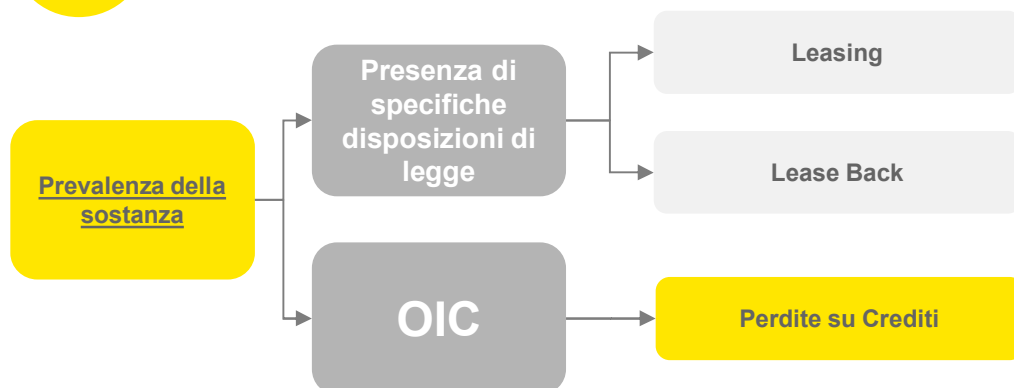 Prevalenza della
sostanza
Presenza di
specifiche
disposizioni di
legge
Leasing
Lease Back
OIC
Perdite su Crediti